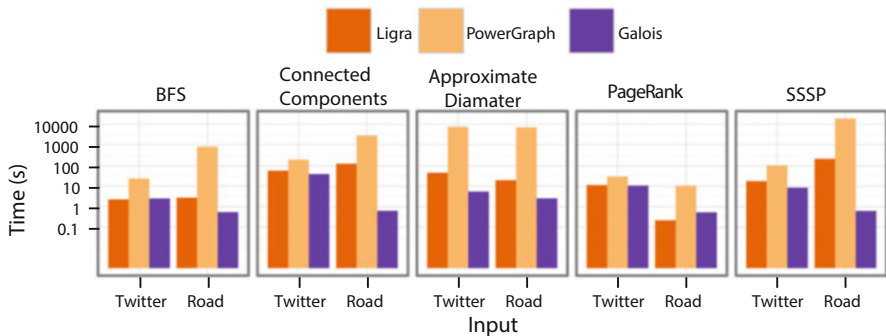 Ligra
PowerGraph
Galois
BFS
Connected
Components
Approximate
Diamater
PageRank
SSSP
Time (s)
10000
1000
100
10
1
0.1
Twitter Road
Twitter Road
Twitter Road
Twitter Road
Twitter Road
Input